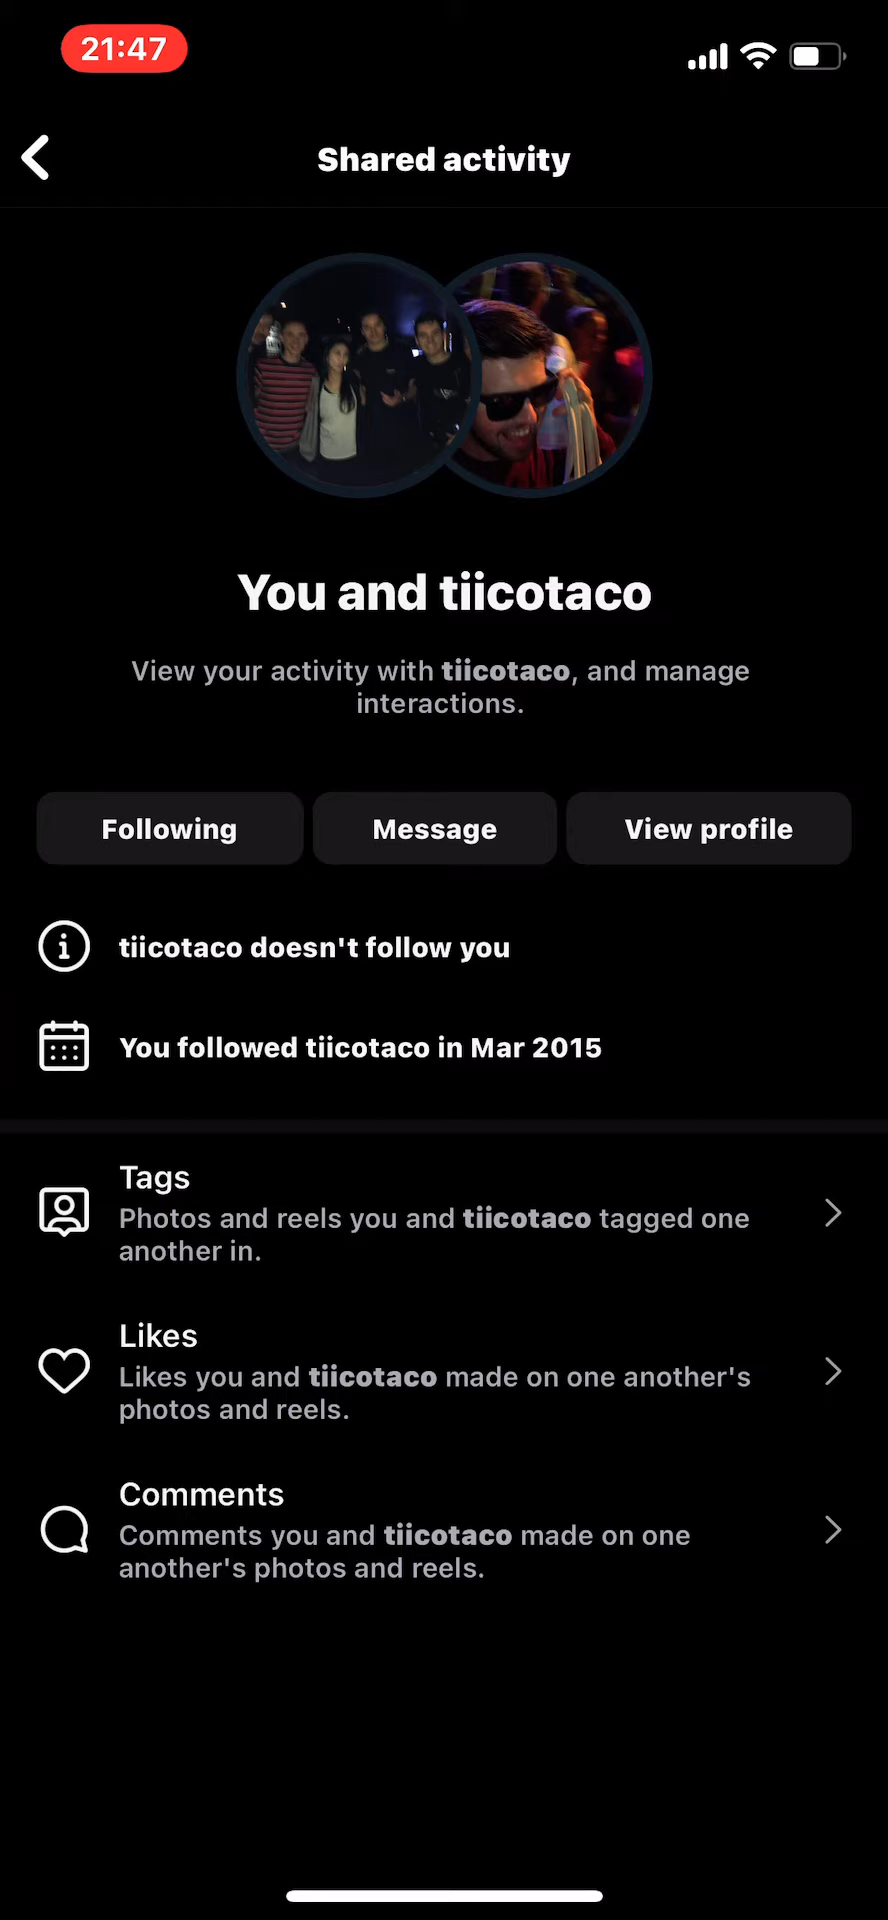 21:47
Shared activity
You and tiicotaco
View your activity with tiicotaco, and manage
interactions.
Following
Message
View profile
tiicotaco doesn't follow you
You followed tiicotaco in Mar 2015
Tags
Photos and reels you and tiicotaco tagged one
another in.
Likes
Likes you and tiicotaco made on one another's
photos and reels.
Comments
Comments you and tiicotaco made on one
another's photos and reels.